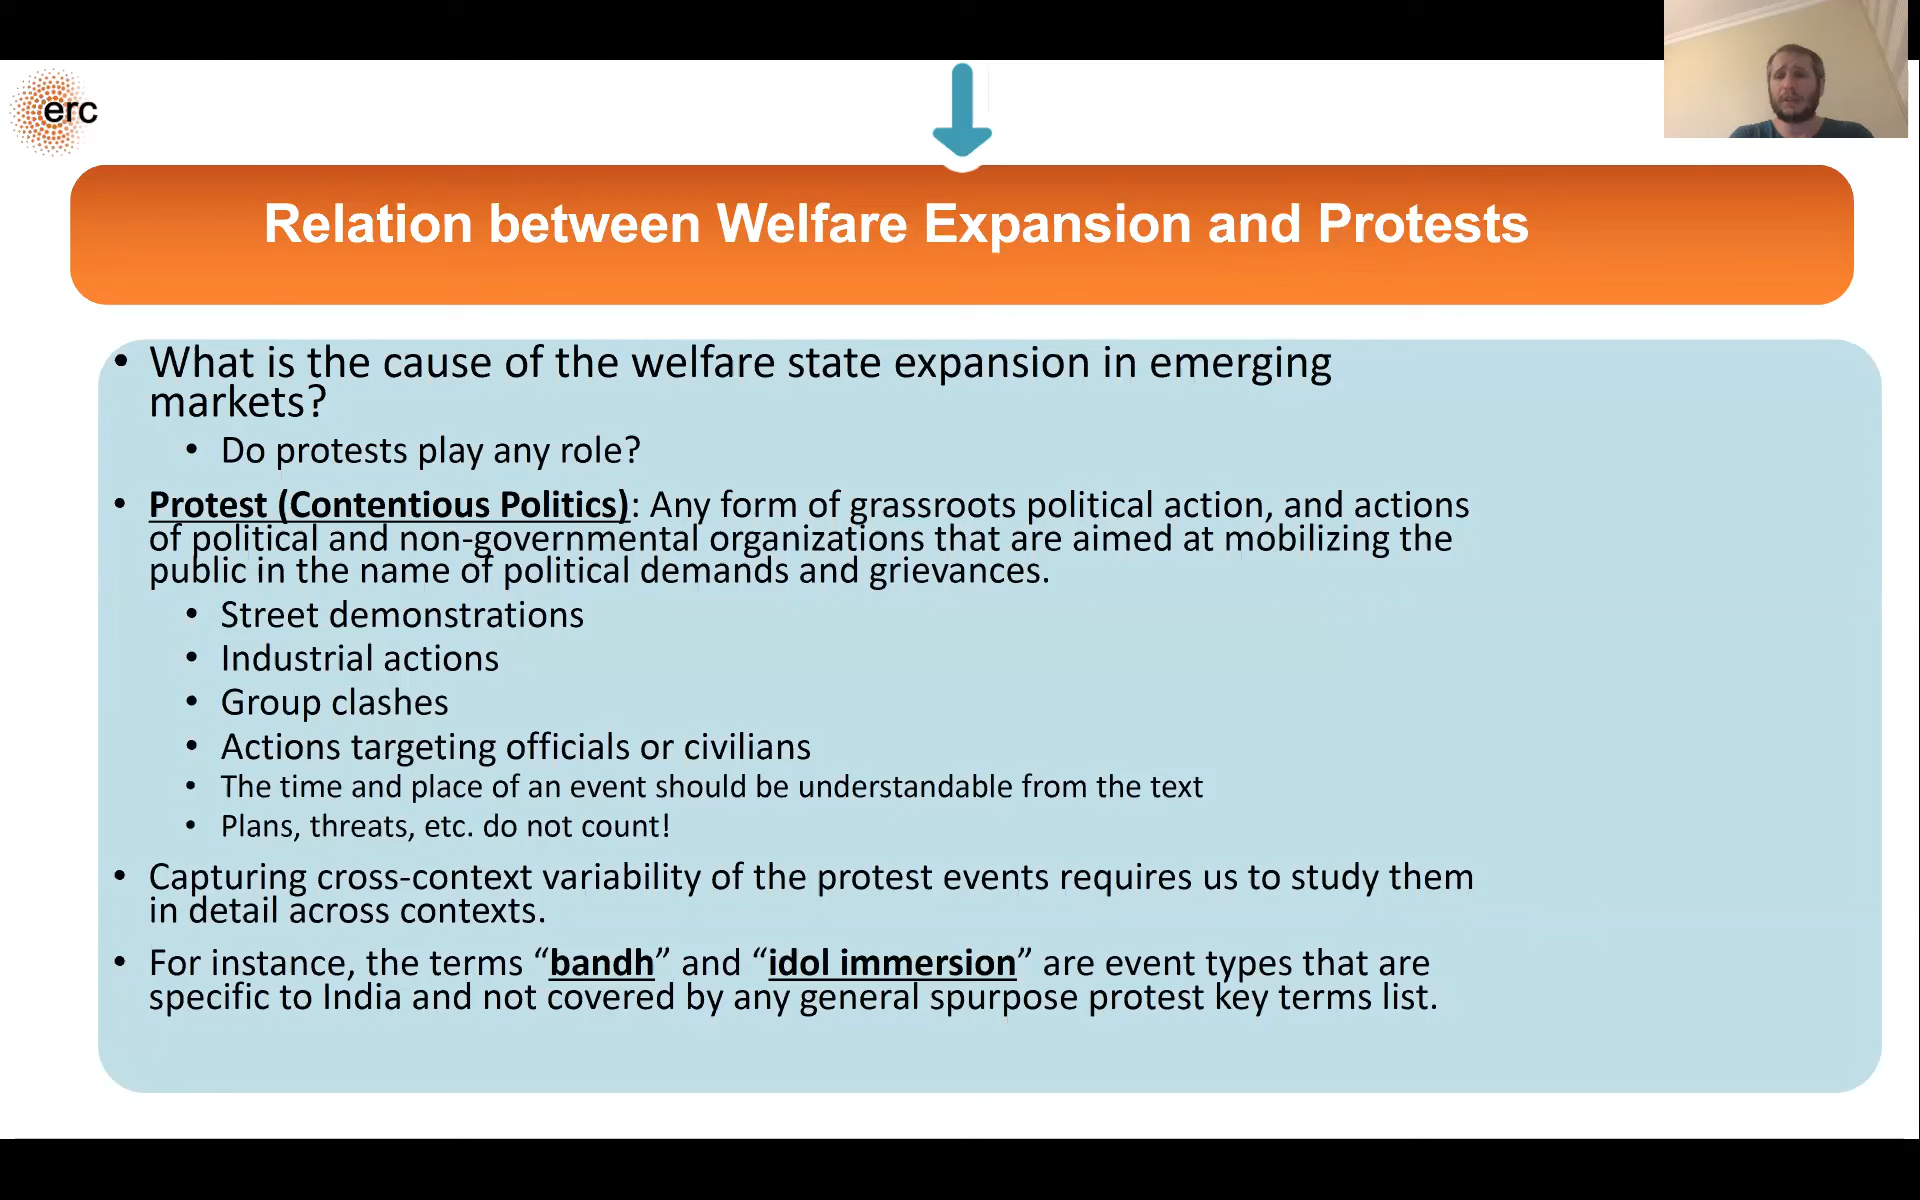 erc
Relation between Welfare Expansion and Protests
• What is the cause of the welfare state expansion in emerging
markets?
• Do protests play any role?
• Protest (Contentious Politics): Any form of grassroots political action, and actions
of political and non-governmental organizations that are aimed at mobilizing the
public in the name of political demands and grievances.
• Street demonstrations
• Industrial actions
• Group clashes
• Actions targeting officials or civilians
• The time and place of an event should be understandable from the text
• Plans, threats, etc. do not count!
• Capturing cross-context variability of the protest events requires us to study them
in detail across contexts.
• For instance, the terms “bandh” and “idol immersion” are event types that are
specific to India and not covered by any general spurpose protest key terms list.